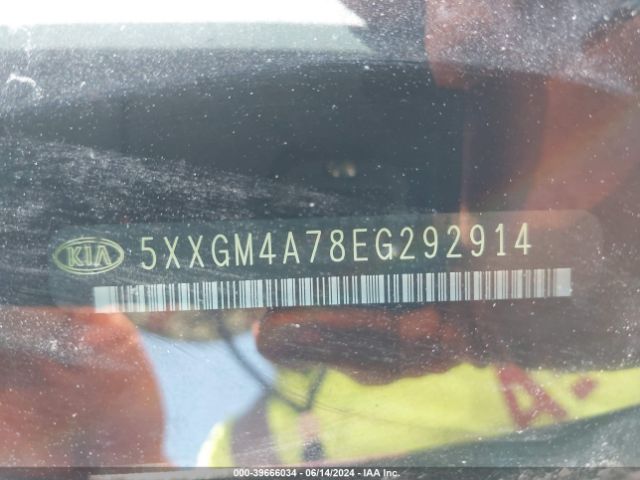 KIA 5XXGM4A78EG292914
A-
000-39666034 - 06/14/2024 - IAA Inc.